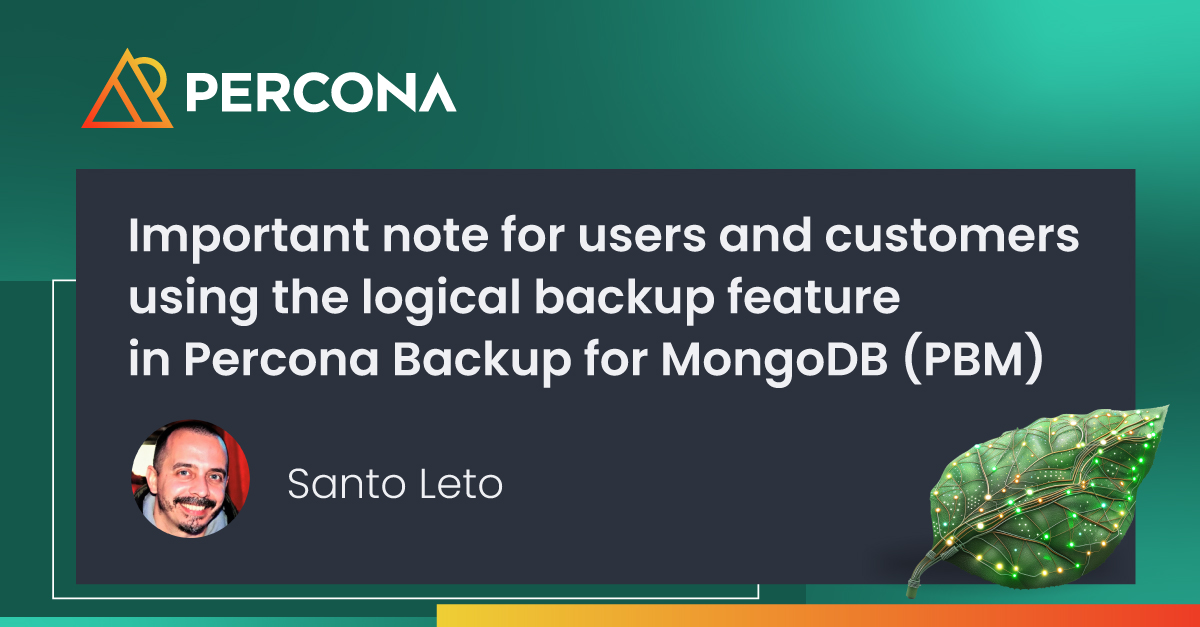 PERCONA
Important note for users and customers
using the logical backup feature
in Percona Backup for MongoDB (PBM)
Santo Leto